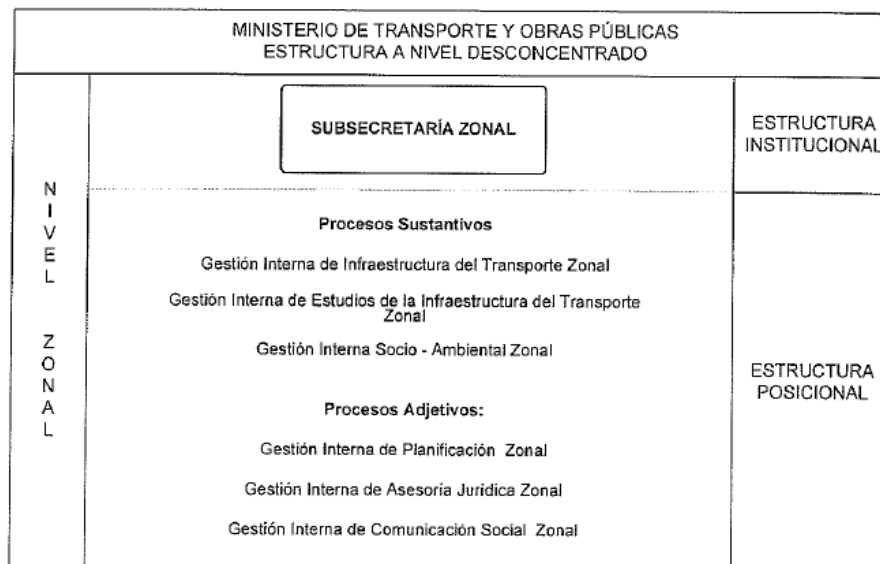 MINISTERIO DE TRANSPORTE Y OBRAS PÚBLICAS
ESTRUCTURA A NIVEL DESCONCENTRADO
NIVEL ZONAL
SUBSECRETARÍA ZONAL
ESTRUCTURA
INSTITUCIONAL
Procesos Sustantivos
Gestión Interna de Infraestructura del Transporte Zonal
Gestión Interna de Estudios de la Infraestructura del Transporte
Zonal
Gestión Interna Socio - Ambiental Zonal
Procesos Adjetivos:
Gestión Interna de Planificación Zonal
Gestión Interna de Asesoría Jurídica Zonal
Gestión Interna de Comunicación Social Zonal
ESTRUCTURA
POSICIONAL